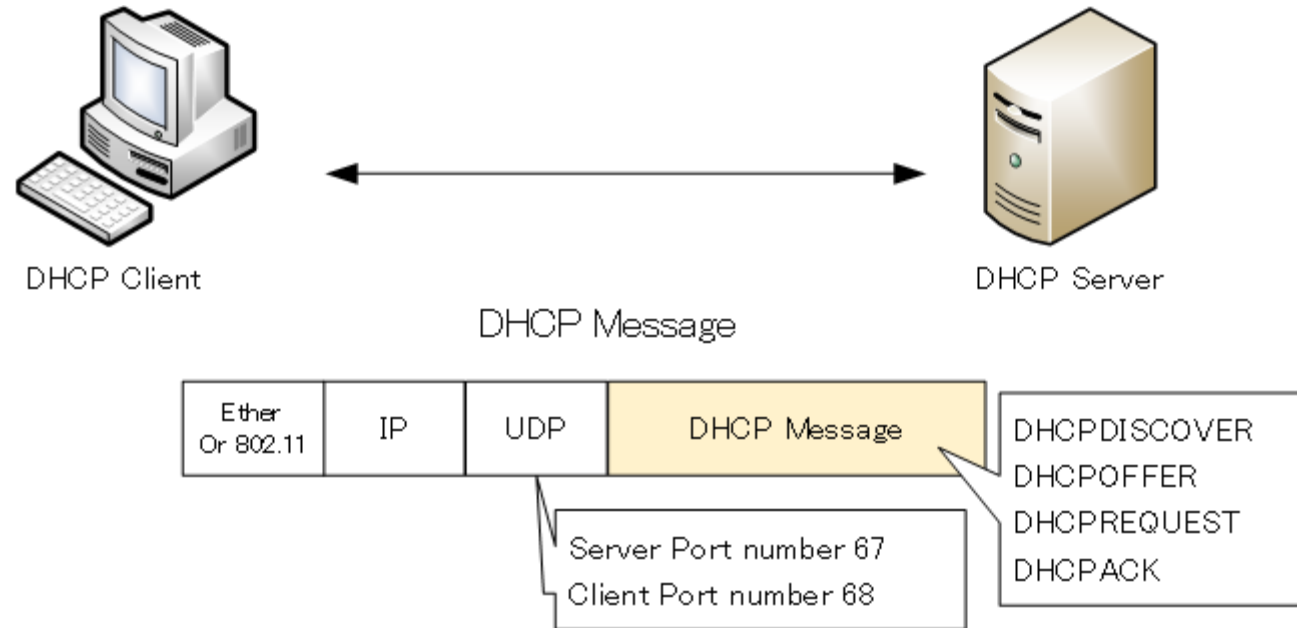 DHCP Client
DHCP Server
DHCP Message
Ether
Or 802.11
IP
UDP
DHCP Message
DHCPDISCOVER
DHCPOFFER
DHCPREQUEST
DHCPACK
Server Port number 67
Client Port number 68